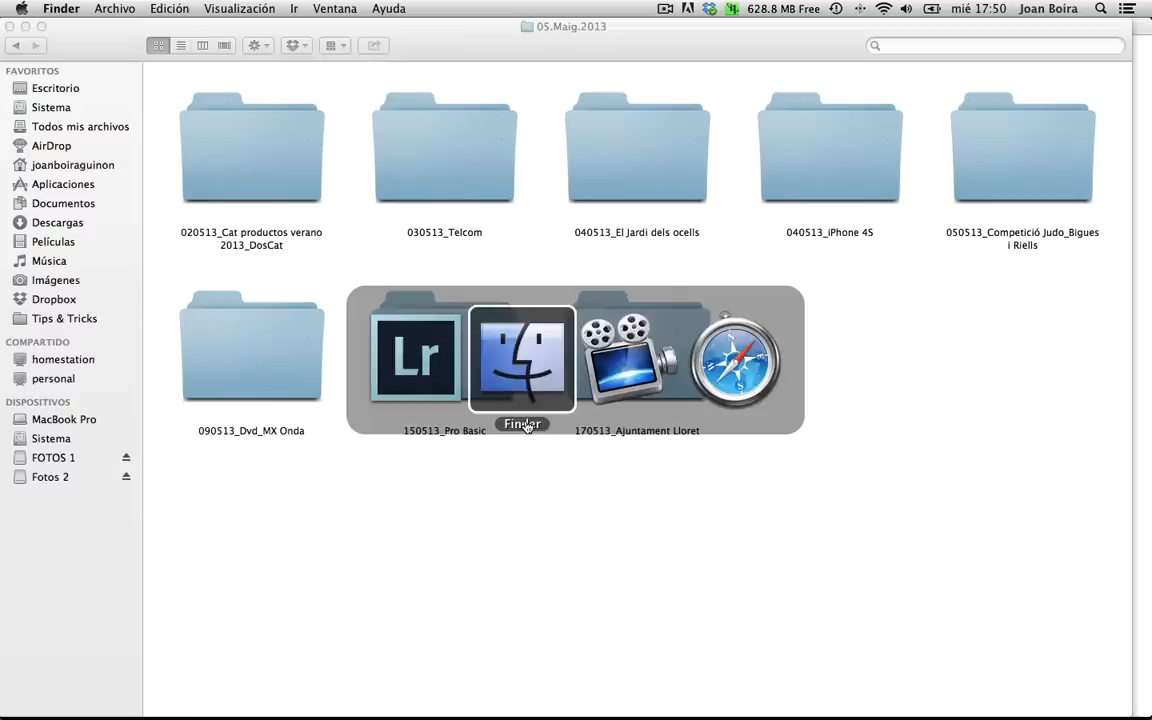 Finder Archivo Edición Visualización Ir Ventana Ayuda 628.8 MB Free mié 17:50 Joan Boira
05.Maig.2013
FAVORITOS
Escritorio
Sistema
Todos mis archivos
AirDrop
joanboiraguinon
Aplicaciones
Documentos
Descargas
Películas
Música
Imágenes
Dropbox
Tips & Tricks
COMPARTIDO
homestation
personal
DISPOSITIVOS
MacBook Pro
Sistema
FOTOS 1
Fotos 2
020513_Cat productos verano
2013_DosCat
030513_Telcom
040513_El Jardi dels ocells
040513_iPhone 4S
050513_Competició Judo_Bigues
i Riells
090513_Dvd_MX Onda
150513_Pro Basic
170513_Ajuntament Lloret
Lr
Finder